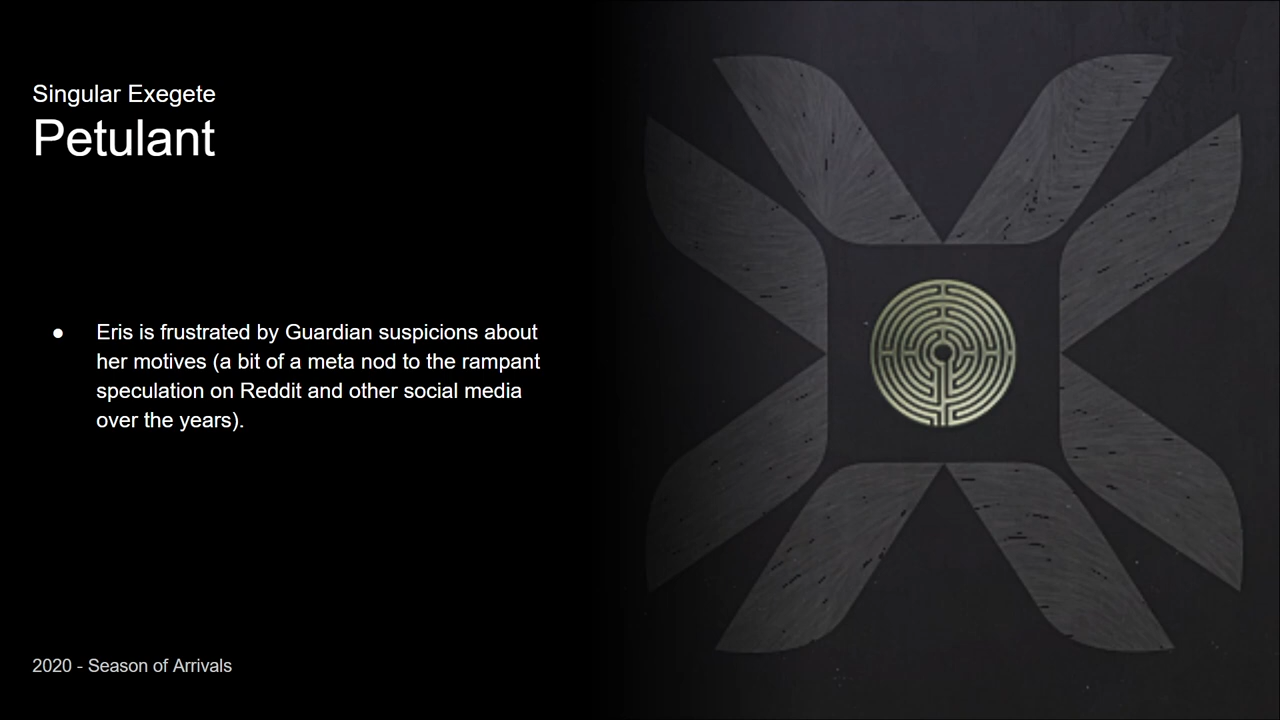 Singular Exegete
Petulant
● Eris is frustrated by Guardian suspicions about
her motives (a bit of a meta nod to the rampant
speculation on Reddit and other social media
over the years).
2020 - Season of Arrivals